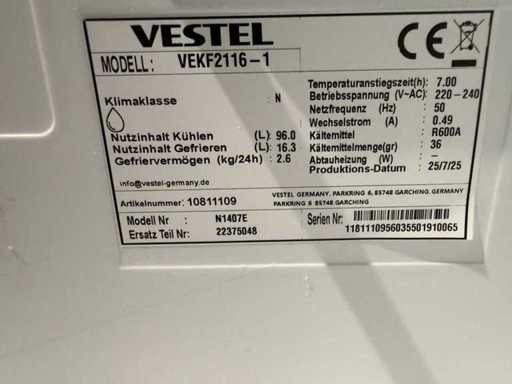 VESTEL
CE
MODELL: VEKF2116-1
Klimaklasse : N
Nutzinhalt Kühlen (L): 96.0
Nutzinhalt Gefrieren (L): 16.3
Gefriervermögen (kg/24h) : 2.6
Temperaturanstiegszeit(h): 7.00
Betriebsspannung (V~AC): 220-240
Netzfrequenz (Hz) : 50
Wechselstrom (A) : 0.49
Kältemittel : R600A
Kältemittelmenge(gr) : 36
Abtauheizung (W) : -
Produktions-Datum : 25/7/25
info@vestel-germany.de
Artikelnummer: 10811109
VESTEL GERMANY, PARKRING 6, 85748 GARCHING, GERMANY
PARKRING 6 85748 GARCHING
Modell Nr : N1407E
Ersatz Teil Nr: 22375048
Serien Nr:
1181110956035501910065